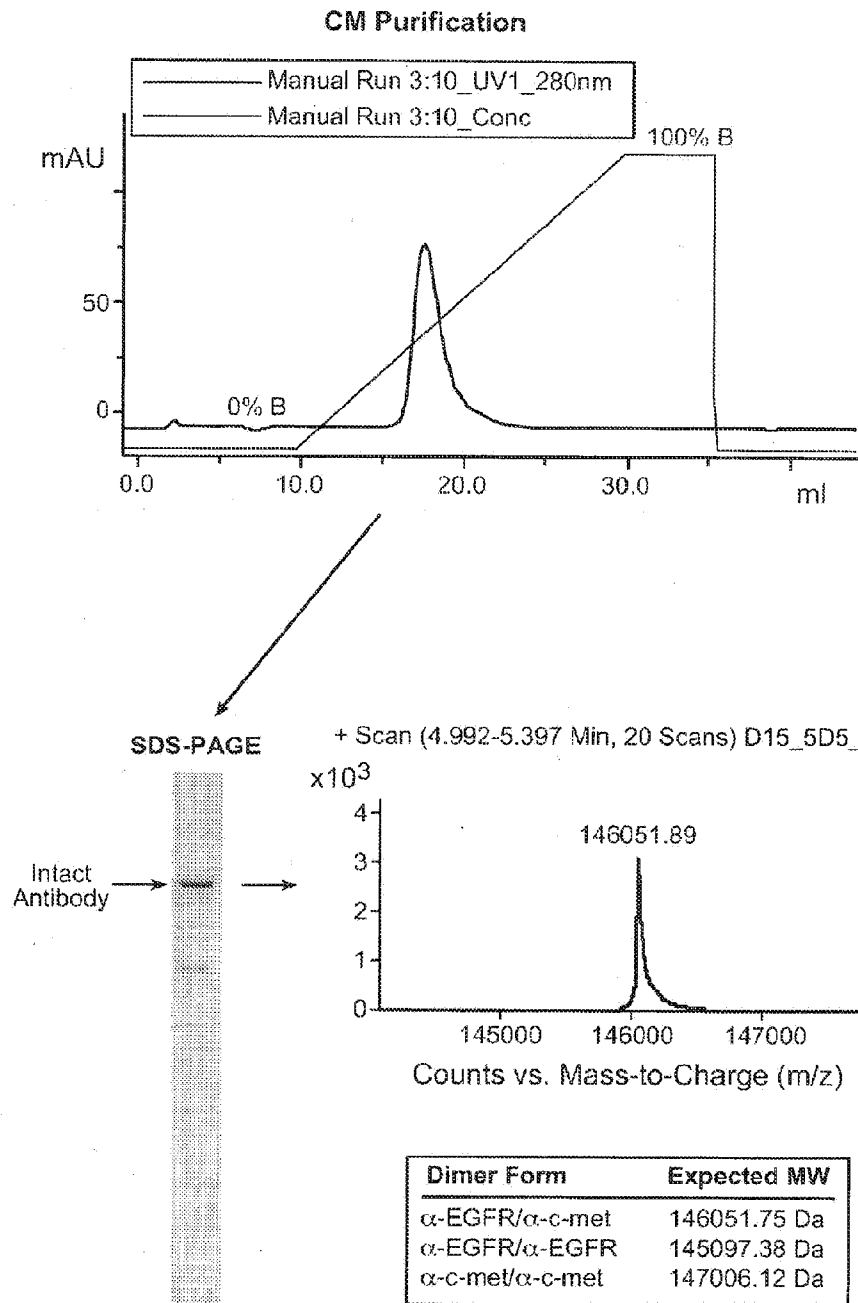 CM Purification
Manual Run 3:10_UV1_280nm
Manual Run 3:10_Conc
mAU
100% B
50
0
0% B
0.0 10.0 20.0 30.0 ml
SDS-PAGE
+ Scan (4.992-5.397 Min, 20 Scans) D15_5D5_
x10³
4
3
2
1
0
146051.89
Intact
Antibody
145000 146000 147000
Counts vs. Mass-to-Charge (m/z)
Dimer Form Expected MW
α-EGFR/α-c-met 146051.75 Da
α-EGFR/α-EGFR 145097.38 Da
α-c-met/α-c-met 147006.12 Da